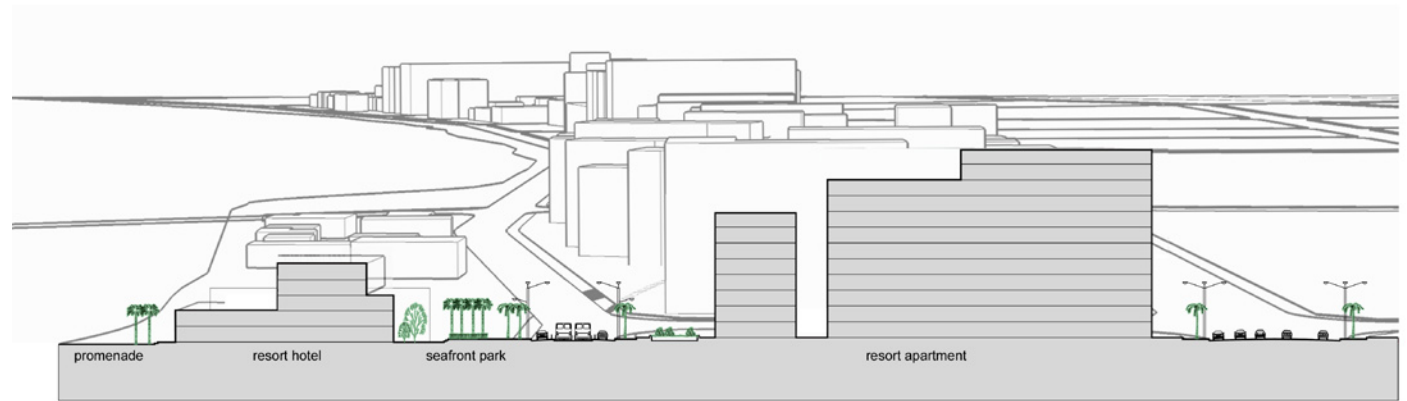 promenade
resort hotel
seafront park
resort apartment